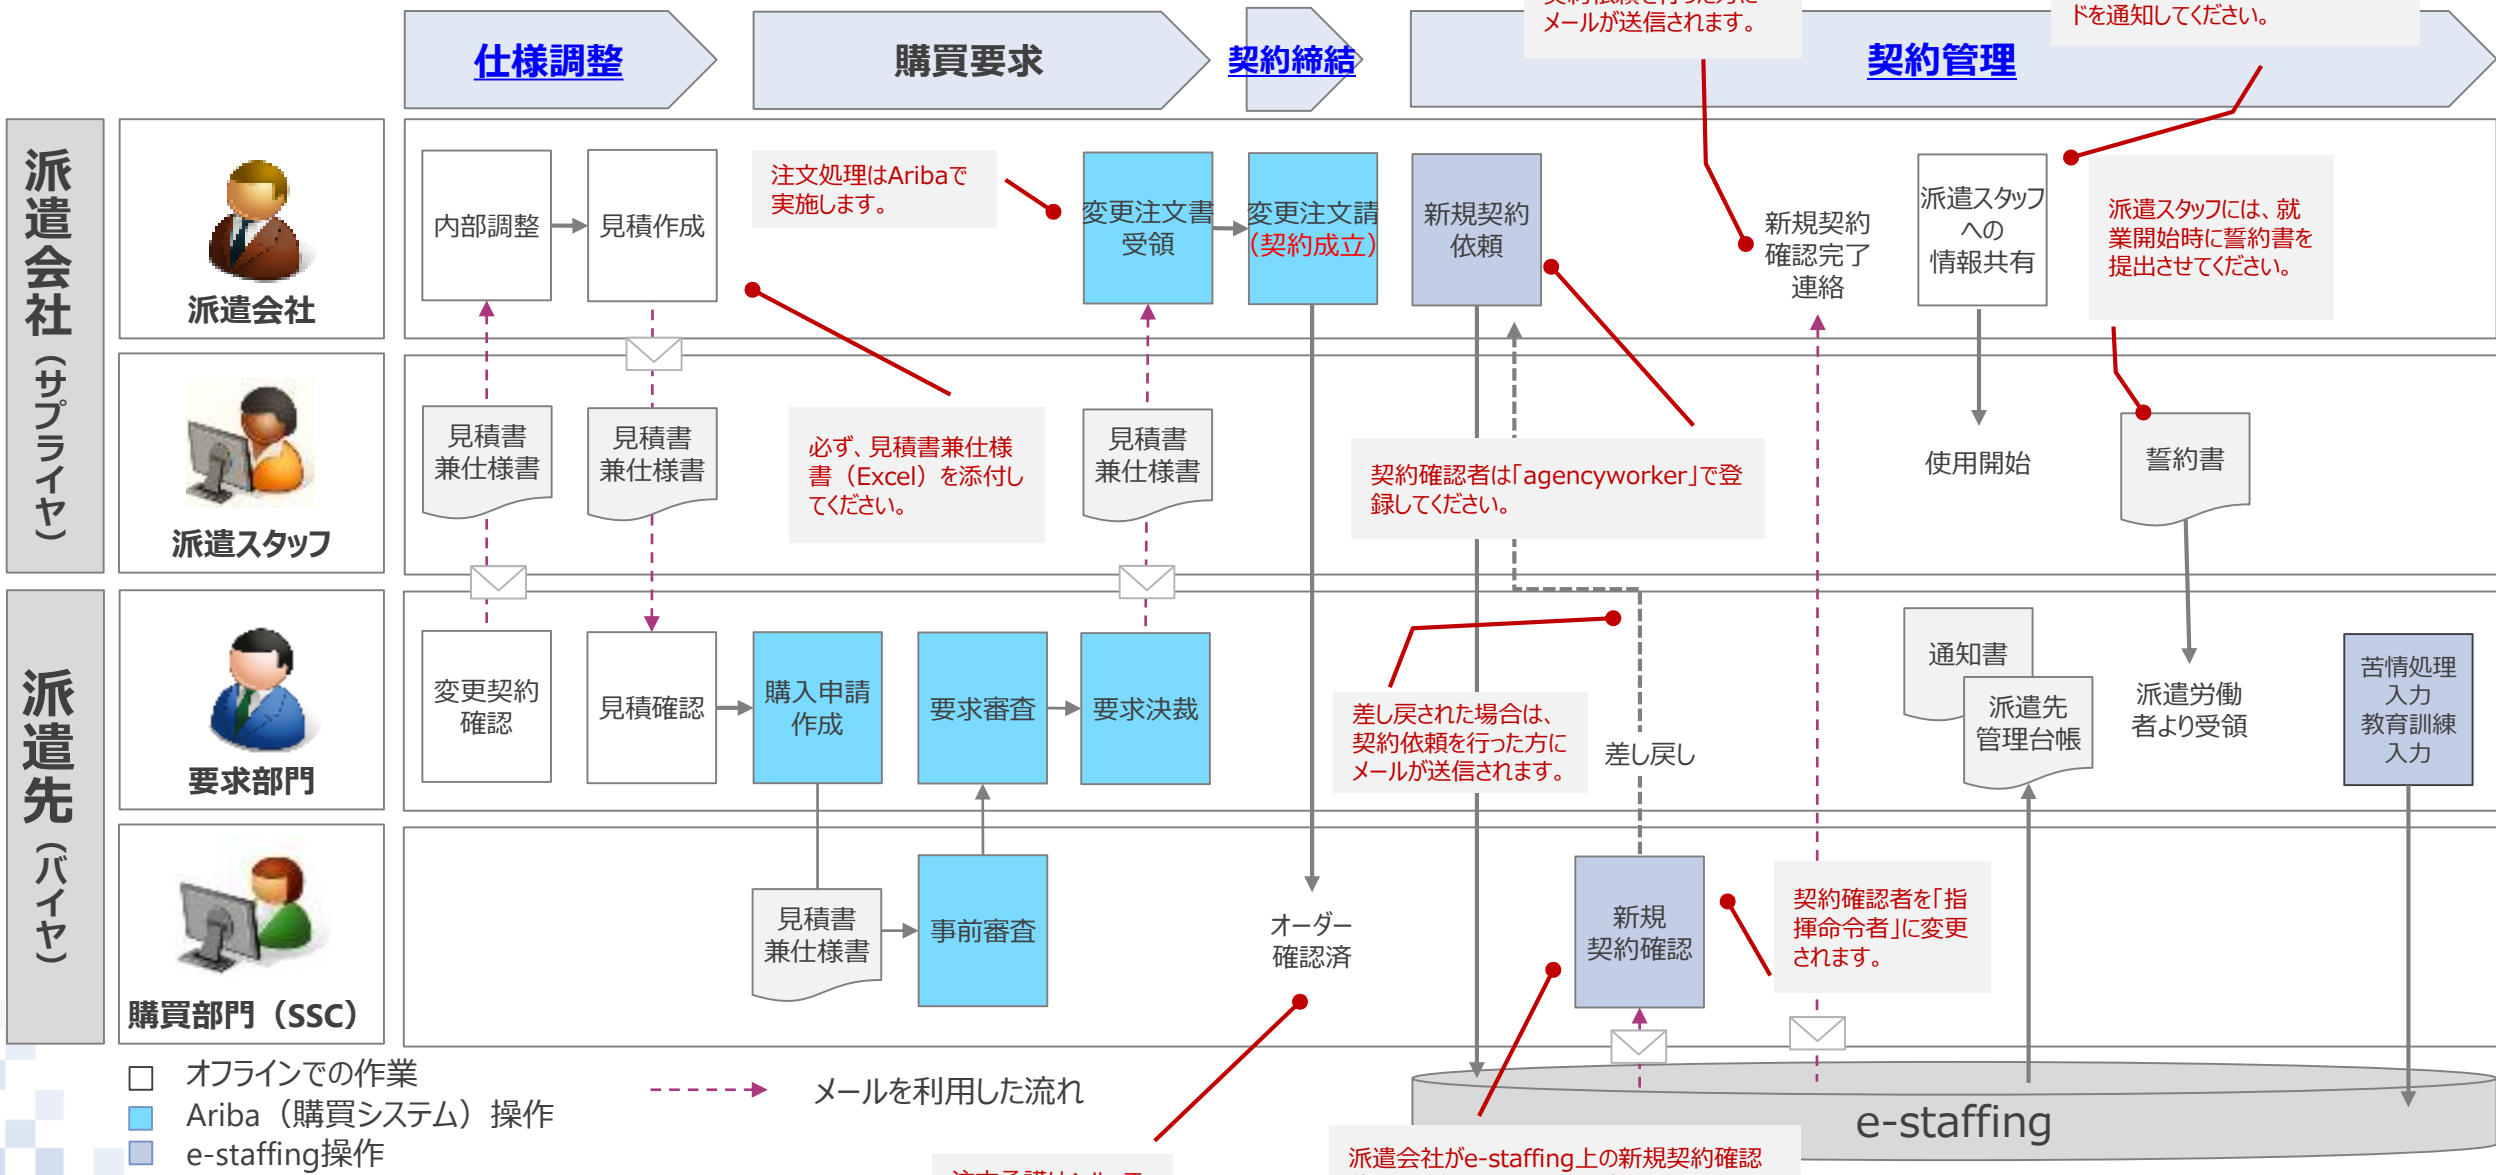 メールが送信されます。
ドを通知してください。
仕様調整
購買要求
契約締結
契約管理
派遣会社
（サプライヤ）
派遣会社
内部調整
見積作成
注文処理はAribaで
実施します。
変更注文書
受領
変更注文請
（契約成立）
新規契約
依頼
新規契約
確認完了
連絡
派遣スタッフ
への
情報共有
派遣スタッフには、就
業開始時に誓約書を
提出させてください。
派遣スタッフ
見積書
兼仕様書
見積書
兼仕様書
必ず、見積書兼仕様
書（Excel）を添付し
てください。
見積書
兼仕様書
契約確認者は「agencyworker」で登
録してください。
使用開始
誓約書
派遣先
（バイヤ）
要求部門
変更契約
確認
見積確認
購入申請
作成
要求審査
要求決裁
差し戻された場合は、
契約依頼を行った方に
メールが送信されます。
差し戻し
通知書
派遣先
管理台帳
派遣労働
者より受領
苦情処理
入力
教育訓練
入力
購買部門（SSC）
見積書
兼仕様書
事前審査
オーダー
確認済
新規
契約確認
契約確認者を「指
揮命令者」に変更
されます。
オフラインでの作業
Ariba（購買システム）操作
e-staffing操作
メールを利用した流れ
e-staffing
派遣会社がe-staffing上の新規契約確認